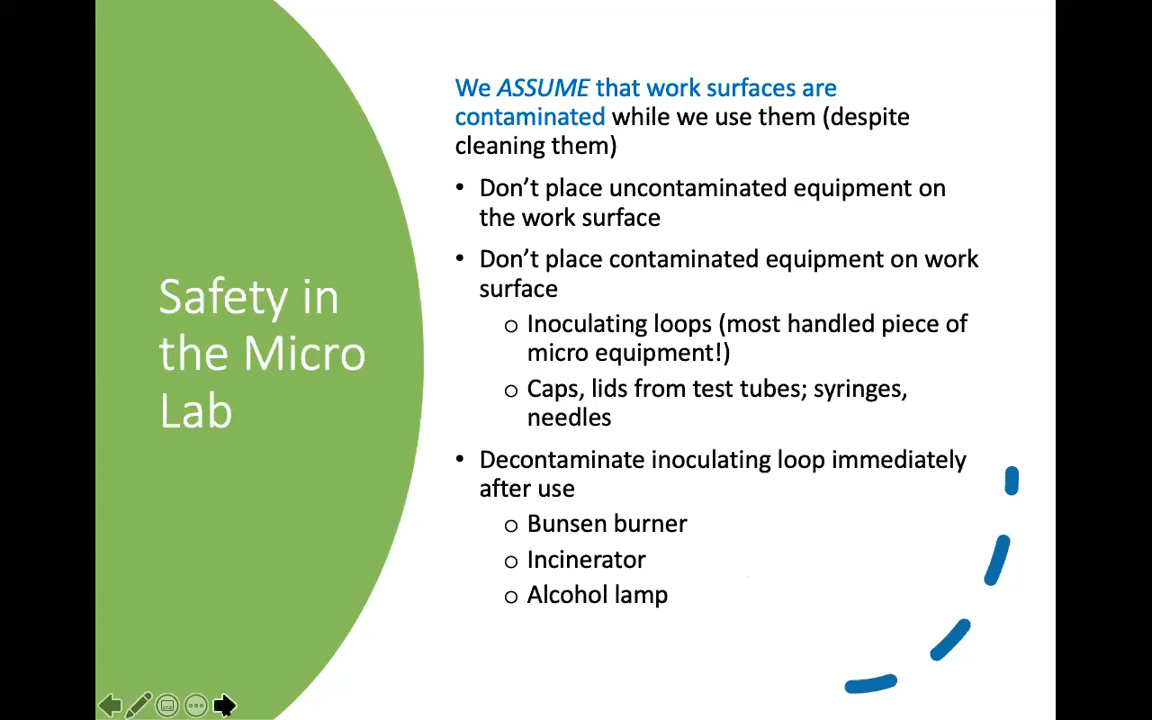 Safety in
the Micro
Lab
We ASSUME that work surfaces are
contaminated while we use them (despite
cleaning them)
• Don’t place uncontaminated equipment on
the work surface
• Don’t place contaminated equipment on work
surface
o Inoculating loops (most handled piece of
micro equipment!)
o Caps, lids from test tubes; syringes,
needles
• Decontaminate inoculating loop immediately
after use
o Bunsen burner
o Incinerator
o Alcohol lamp